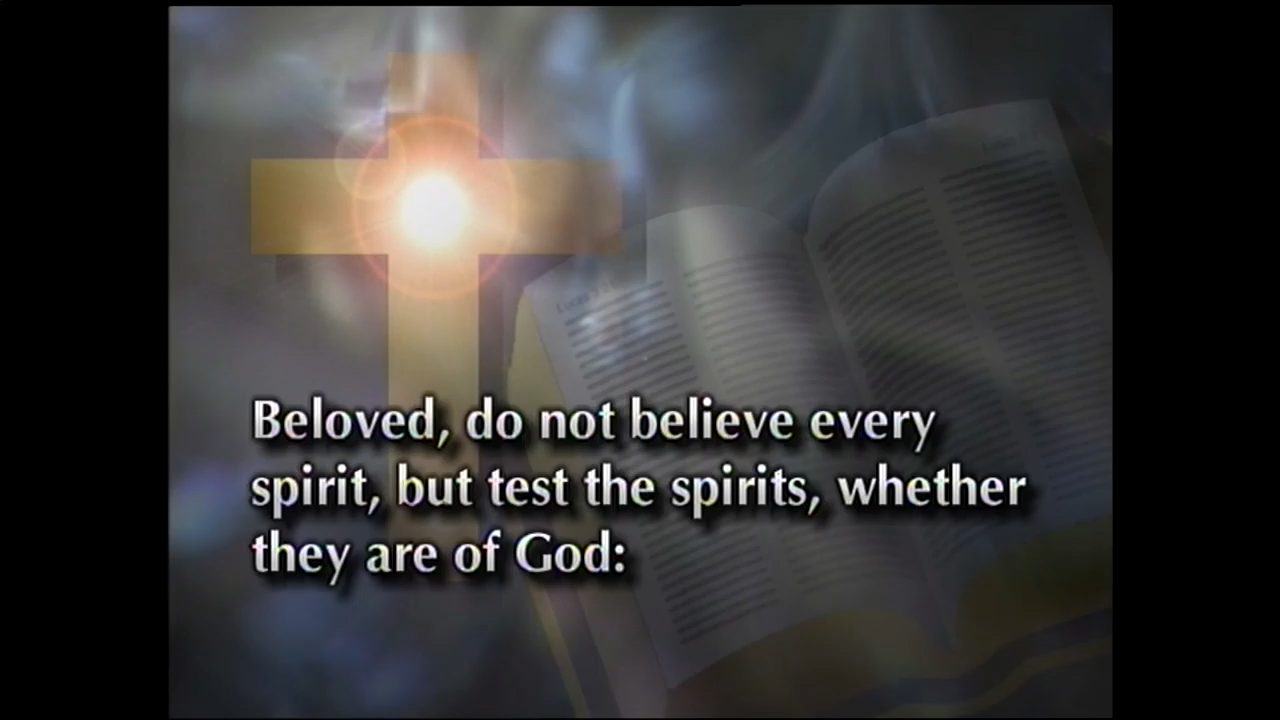 Beloved, do not believe every
spirit, but test the spirits, whether
they are of God: